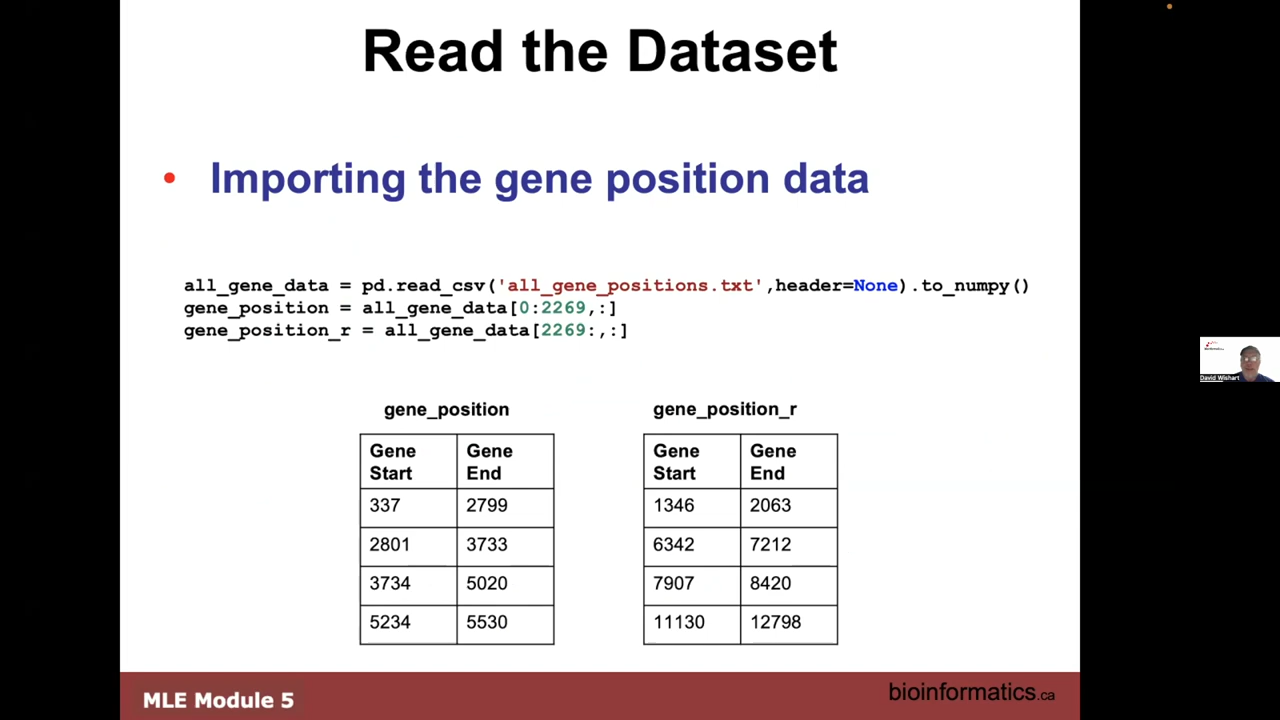 Read the Dataset
• Importing the gene position data
all_gene_data = pd.read_csv('all_gene_positions.txt',header=None).to_numpy()
gene_position = all_gene_data[0:2269,:]
gene_position_r = all_gene_data[2269:,:]
gene_position
Gene Start Gene End
337 2799
2801 3733
3734 5020
5234 5530
gene_position_r
Gene Start Gene End
1346 2063
6342 7212
7907 8420
11130 12798
David Wishart
MLE Module 5
bioinformatics.ca